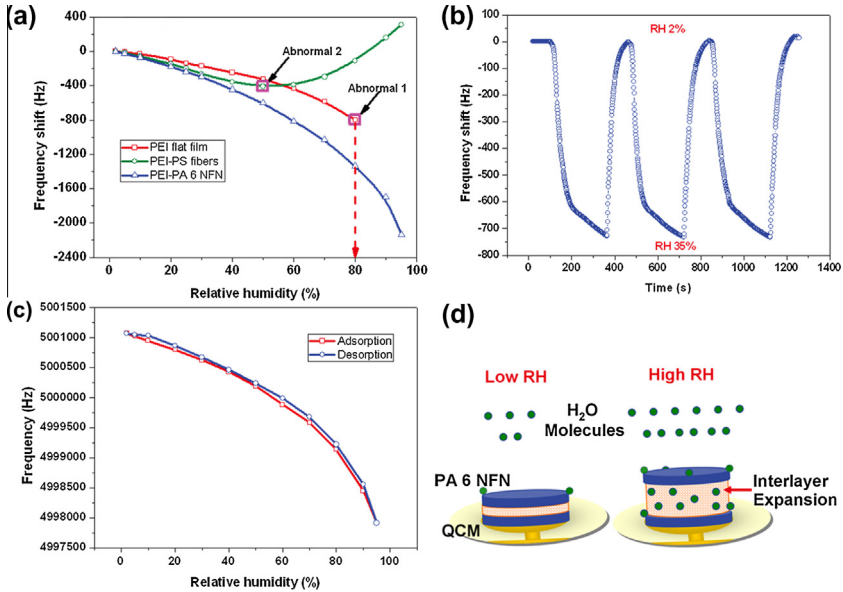 (a)
400
0
-400
-800
-1200
-1600
-2000
-2400
Frequency shift (Hz)
Abnormal 2
Abnormal 1
PEI flat film
PEI-PS fibers
PEI-PA 6 NFN
0 20 40 60 80 100
Relative humidity (%)
(b)
100
0
-100
-200
-300
-400
-500
-600
-700
-800
Frequency shift (Hz)
RH 2%
RH 35%
0 200 400 600 800 1000 1200 1400
Time (s)
(c)
5001500
5001000
5000500
5000000
4999500
4999000
4998500
4998000
4997500
Frequency (Hz)
Adsorption
Desorption
0 20 40 60 80 100
Relative humidity (%)
(d)
Low RH
High RH
H2O
Molecules
PA 6 NFN
QCM
Interlayer
Expansion